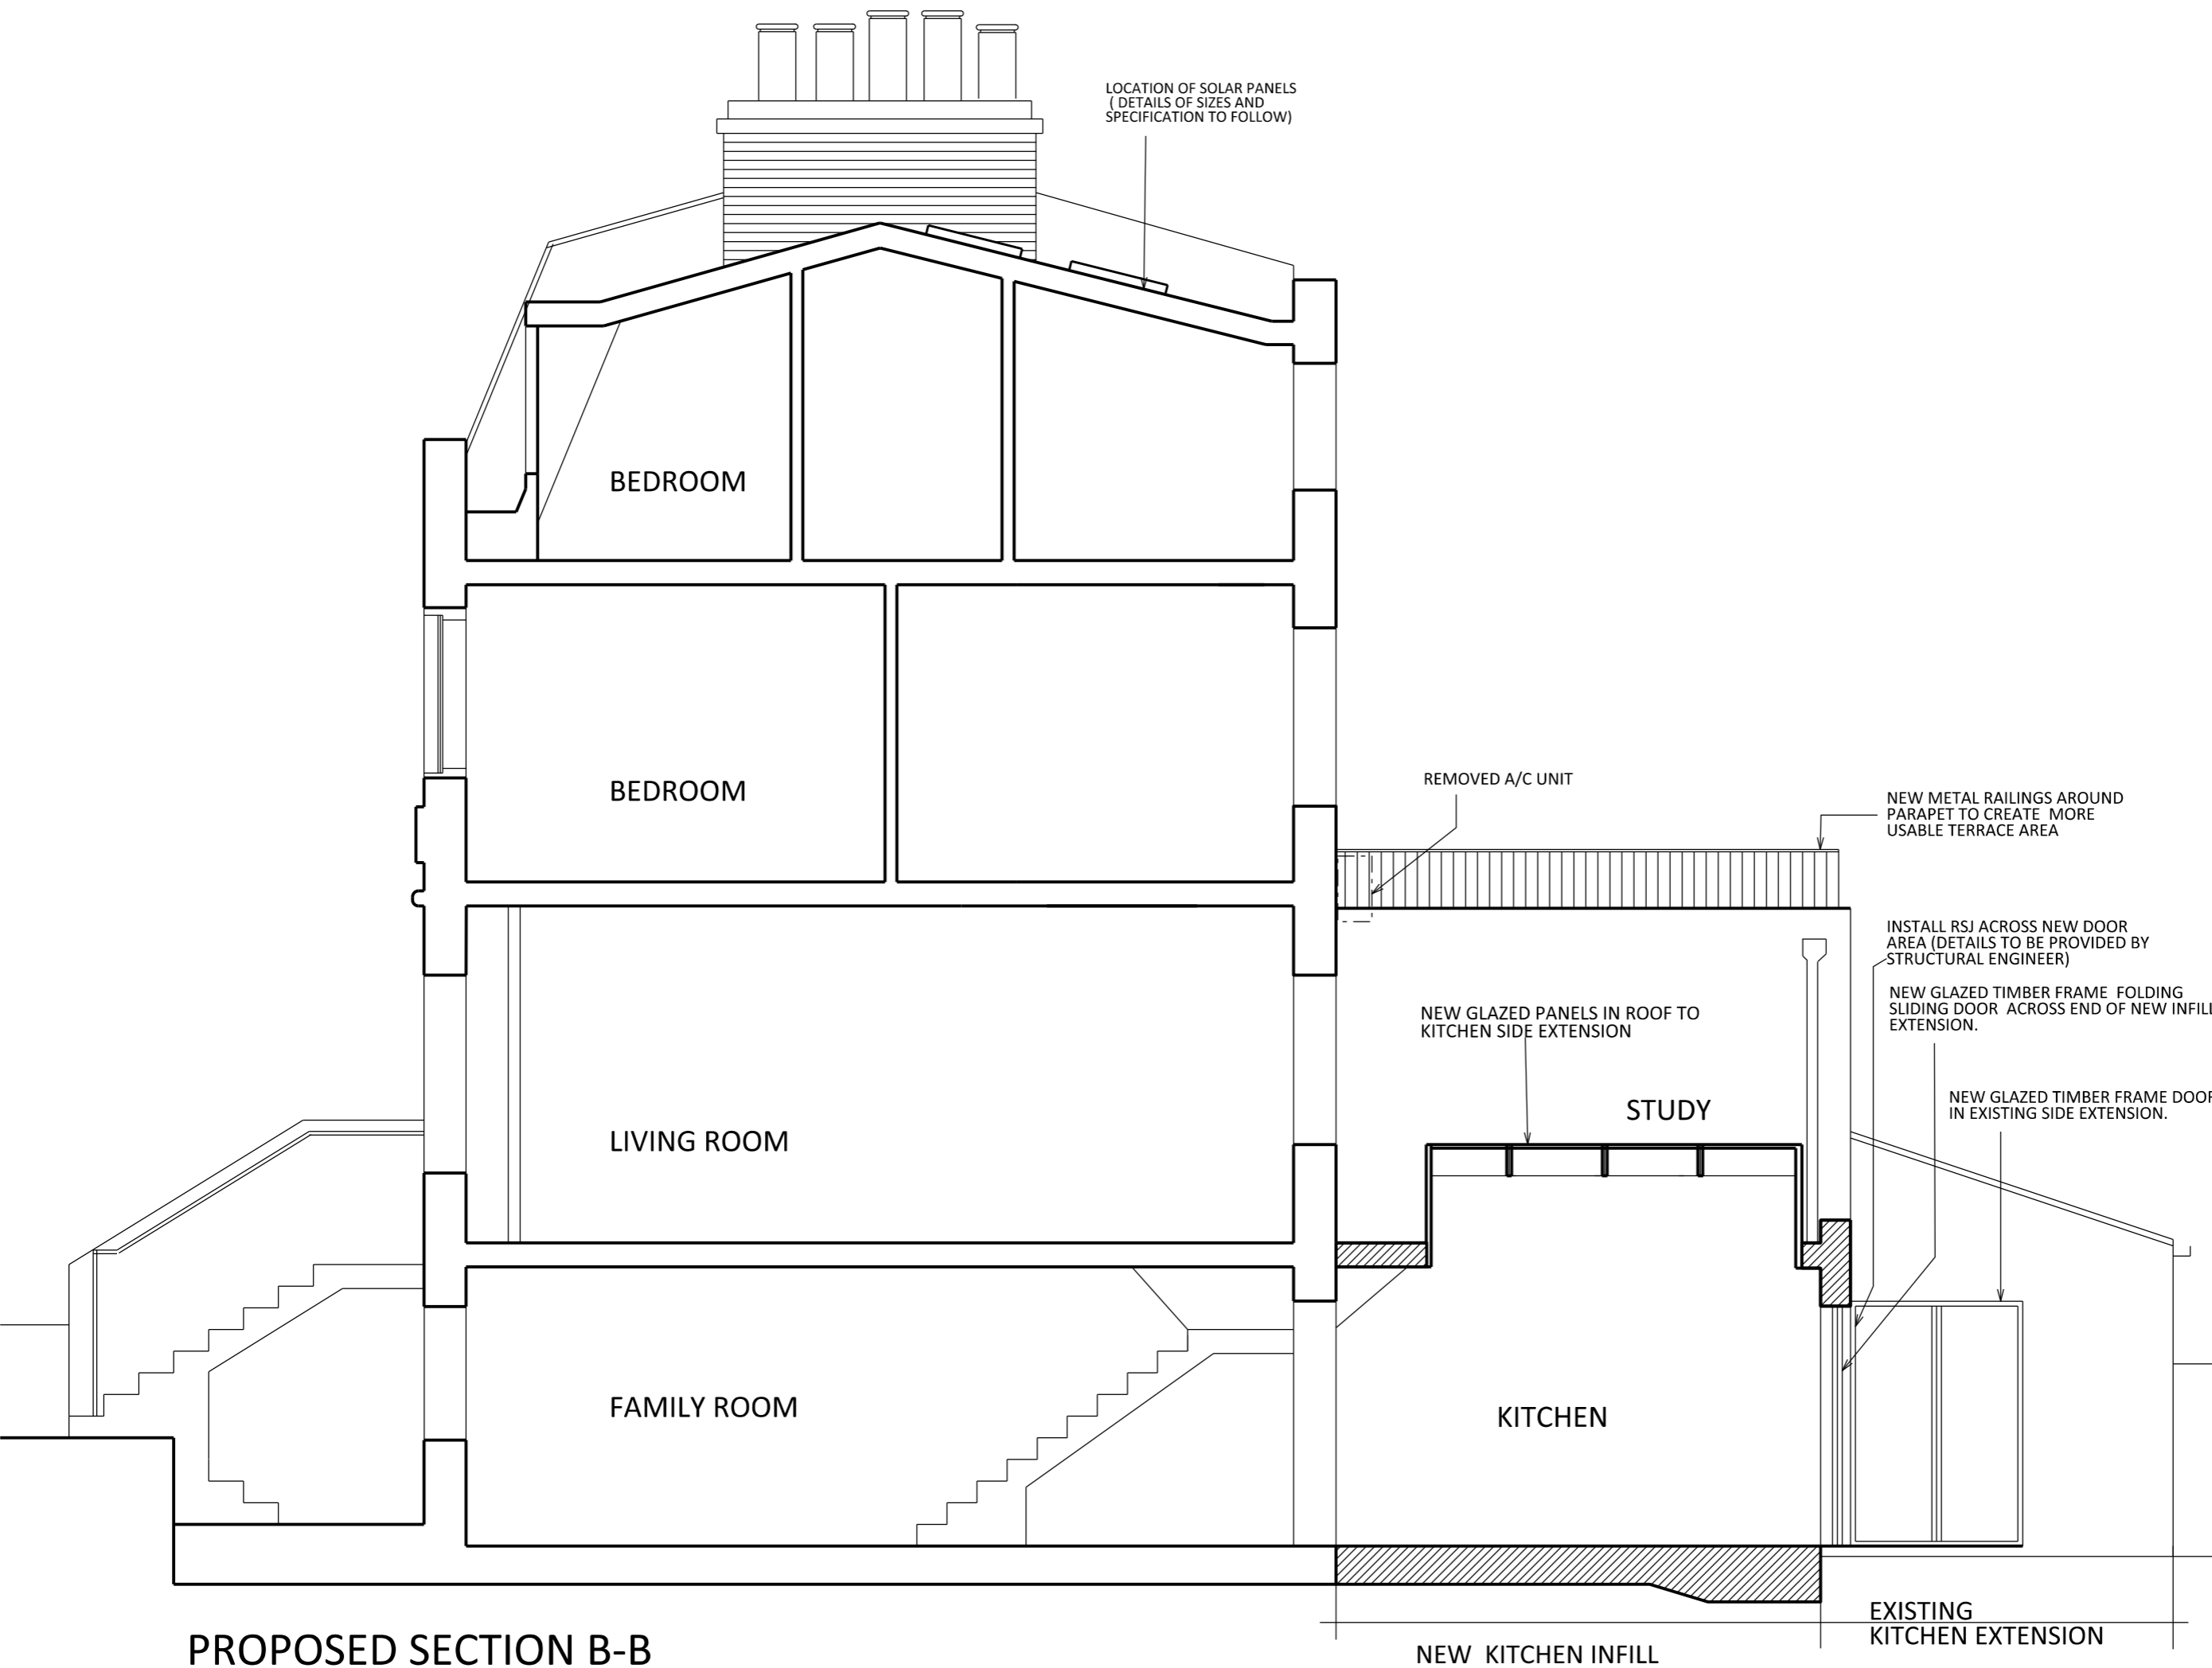 LOCATION OF SOLAR PANELS
( DETAILS OF SIZES AND
SPECIFICATION TO FOLLOW)
BEDROOM
BEDROOM
REMOVED A/C UNIT
NEW METAL RAILINGS AROUND
PARAPET TO CREATE MORE
USABLE TERRACE AREA
INSTALL RSJ ACROSS NEW DOOR
AREA (DETAILS TO BE PROVIDED BY
STRUCTURAL ENGINEER)
NEW GLAZED TIMBER FRAME FOLDING
SLIDING DOOR ACROSS END OF NEW INFILL
EXTENSION.
NEW GLAZED PANELS IN ROOF TO
KITCHEN SIDE EXTENSION
NEW GLAZED TIMBER FRAME DOOR
IN EXISTING SIDE EXTENSION.
STUDY
LIVING ROOM
FAMILY ROOM
KITCHEN
EXISTING
KITCHEN EXTENSION
NEW KITCHEN INFILL
PROPOSED SECTION B-B